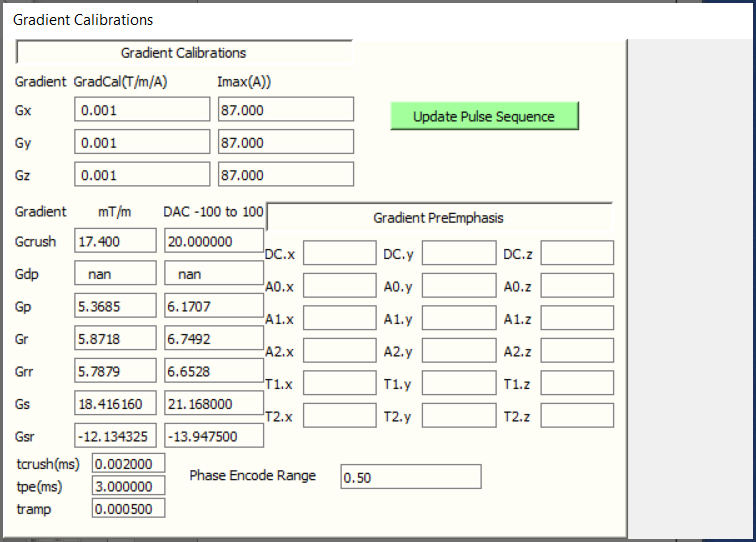 Gradient Calibrations
Gradient Calibrations
Gradient GradCal(T/m/A) Imax(A))
Gx 0.001 87.000
Update Pulse Sequence
Gy 0.001 87.000
Gz 0.001 87.000
Gradient mT/m DAC -100 to 100
Gradient PreEmphasis
Gcrush 17.400 20.000000
DC.x DC.y DC.z
Gdp nan nan
A0.x A0.y A0.z
Gp 5.3685 6.1707
A1.x A1.y A1.z
Gr 5.8718 6.7492
A2.x A2.y A2.z
Grr 5.7879 6.6528
T1.x T1.y T1.z
Gs 18.416160 21.168000
T2.x T2.y T2.z
Gsr -12.134325 -13.947500
tcrush(ms) 0.002000
Phase Encode Range 0.50
tpe(ms) 3.000000
tramp 0.000500